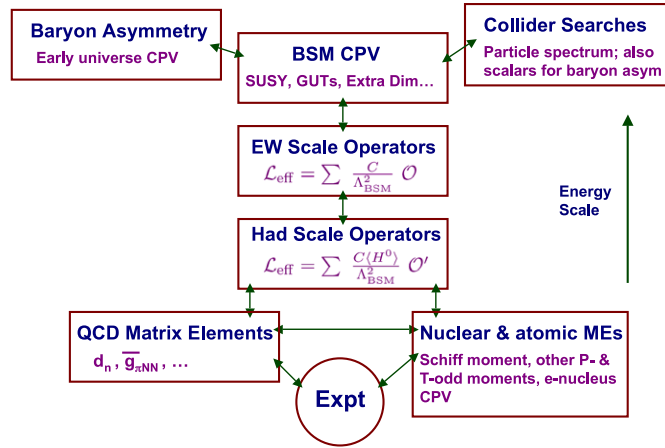 Baryon Asymmetry
Early universe CPV
BSM CPV
SUSY, GUTs, Extra Dim…
Collider Searches
Particle spectrum; also
scalars for baryon asym
EW Scale Operators
ℒ_eff = ∑ C/Λ²_BSM 𝒪
Energy
Scale
Had Scale Operators
ℒ_eff = ∑ C⟨H⁰⟩/Λ²_BSM 𝒪′
QCD Matrix Elements
d_n , g̅_πNN , …
Nuclear & atomic MEs
Schiff moment, other P- &
T-odd moments, e-nucleus
CPV
Expt